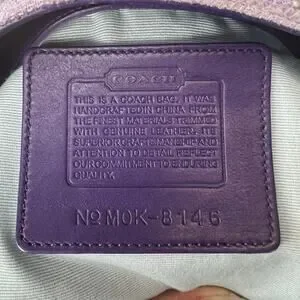 COACH
THIS IS A COACH BAG. IT WAS
HANDCRAFTED IN CHINA FROM
THE FINEST MATERIALS TRIMMED
WITH GENUINE LEATHER. ITS
SUPERIOR CRAFTSMANSHIP AND
ATTENTION TO DETAIL REFLECT
OUR COMMITMENT TO ENDURING
QUALITY.
No MOK-8146